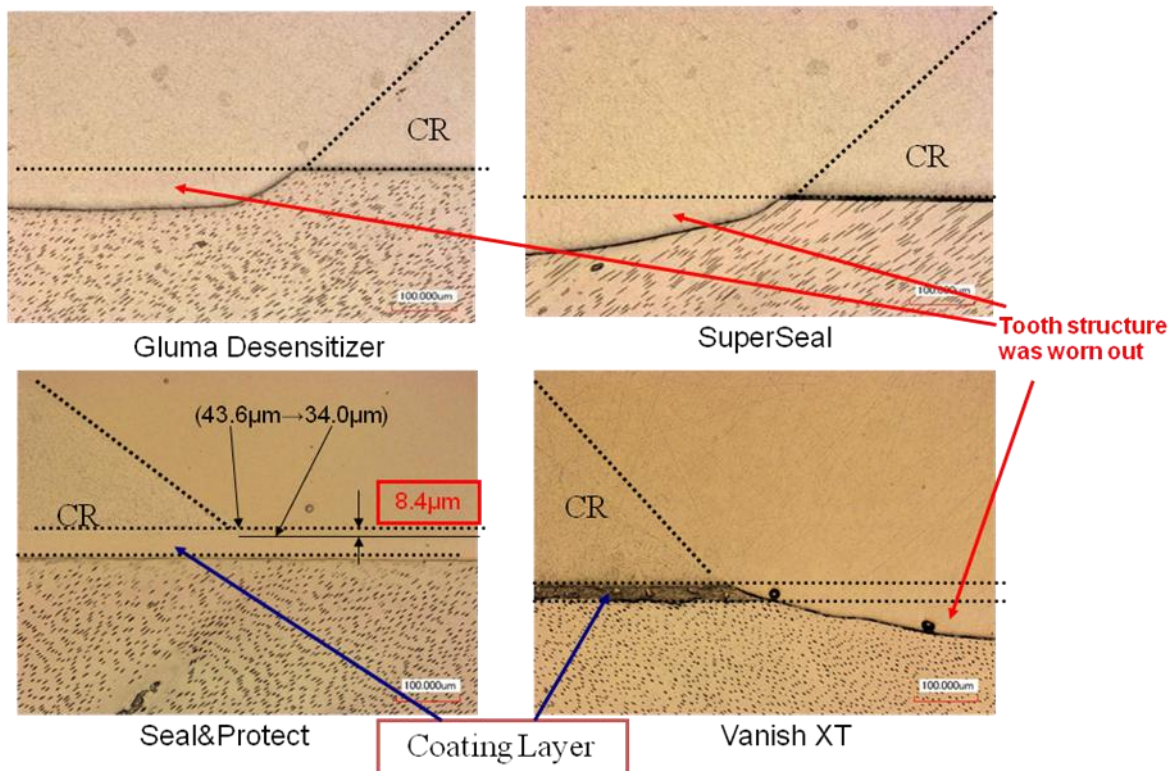 CR
100.000um
Gluma Desensitizer
CR
100.000um
SuperSeal
Tooth structure
was worn out
(43.6µm→34.0µm)
8.4µm
CR
100.000um
Seal&Protect
CR
100.000um
Vanish XT
Coating Layer